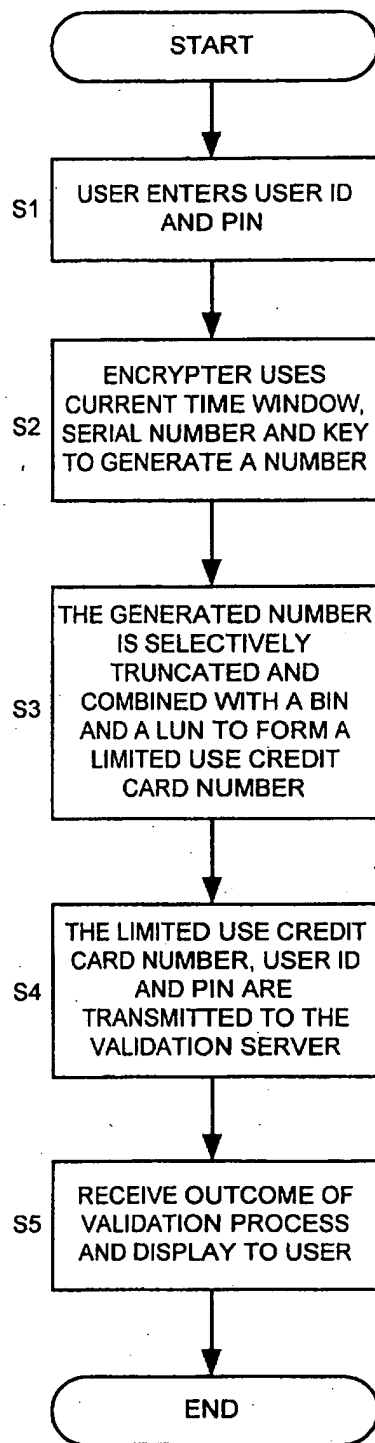 START
S1
USER ENTERS USER ID
AND PIN
S2
ENCRYPTER USES
CURRENT TIME WINDOW,
SERIAL NUMBER AND KEY
TO GENERATE A NUMBER
S3
THE GENERATED NUMBER
IS SELECTIVELY
TRUNCATED AND
COMBINED WITH A BIN
AND A LUN TO FORM A
LIMITED USE CREDIT
CARD NUMBER
S4
THE LIMITED USE CREDIT
CARD NUMBER, USER ID
AND PIN ARE
TRANSMITTED TO THE
VALIDATION SERVER
S5
RECEIVE OUTCOME OF
VALIDATION PROCESS
AND DISPLAY TO USER
END